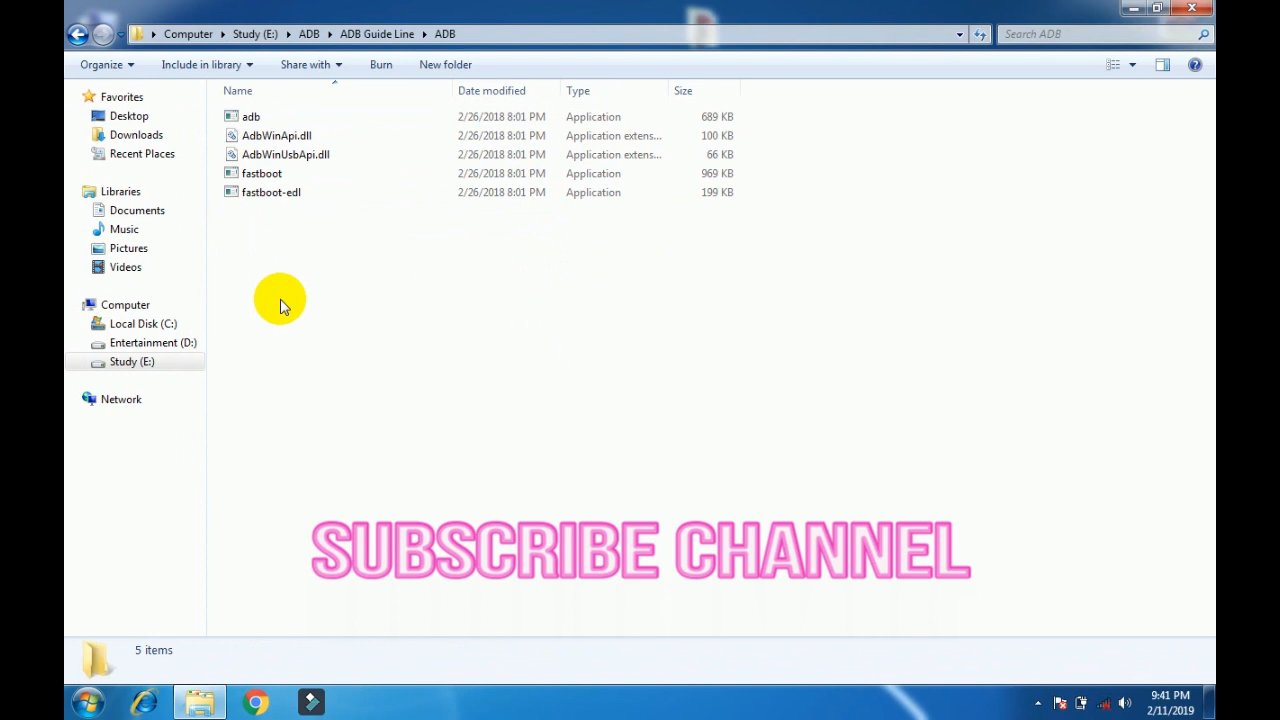 Computer Study (E:) ADB ADB Guide Line ADB
Search ADB
Organize Include in library Share with Burn New folder
Name Date modified Type Size
adb 2/26/2018 8:01 PM Application 689 KB
AdbWinApi.dll 2/26/2018 8:01 PM Application extens... 100 KB
AdbWinUsbApi.dll 2/26/2018 8:01 PM Application extens... 66 KB
fastboot 2/26/2018 8:01 PM Application 969 KB
fastboot-edl 2/26/2018 8:01 PM Application 199 KB
Favorites
Desktop
Downloads
Recent Places
Libraries
Documents
Music
Pictures
Videos
Computer
Local Disk (C:)
Entertainment (D:)
Study (E:)
Network
SUBSCRIBE CHANNEL
5 items
9:41 PM
2/11/2019